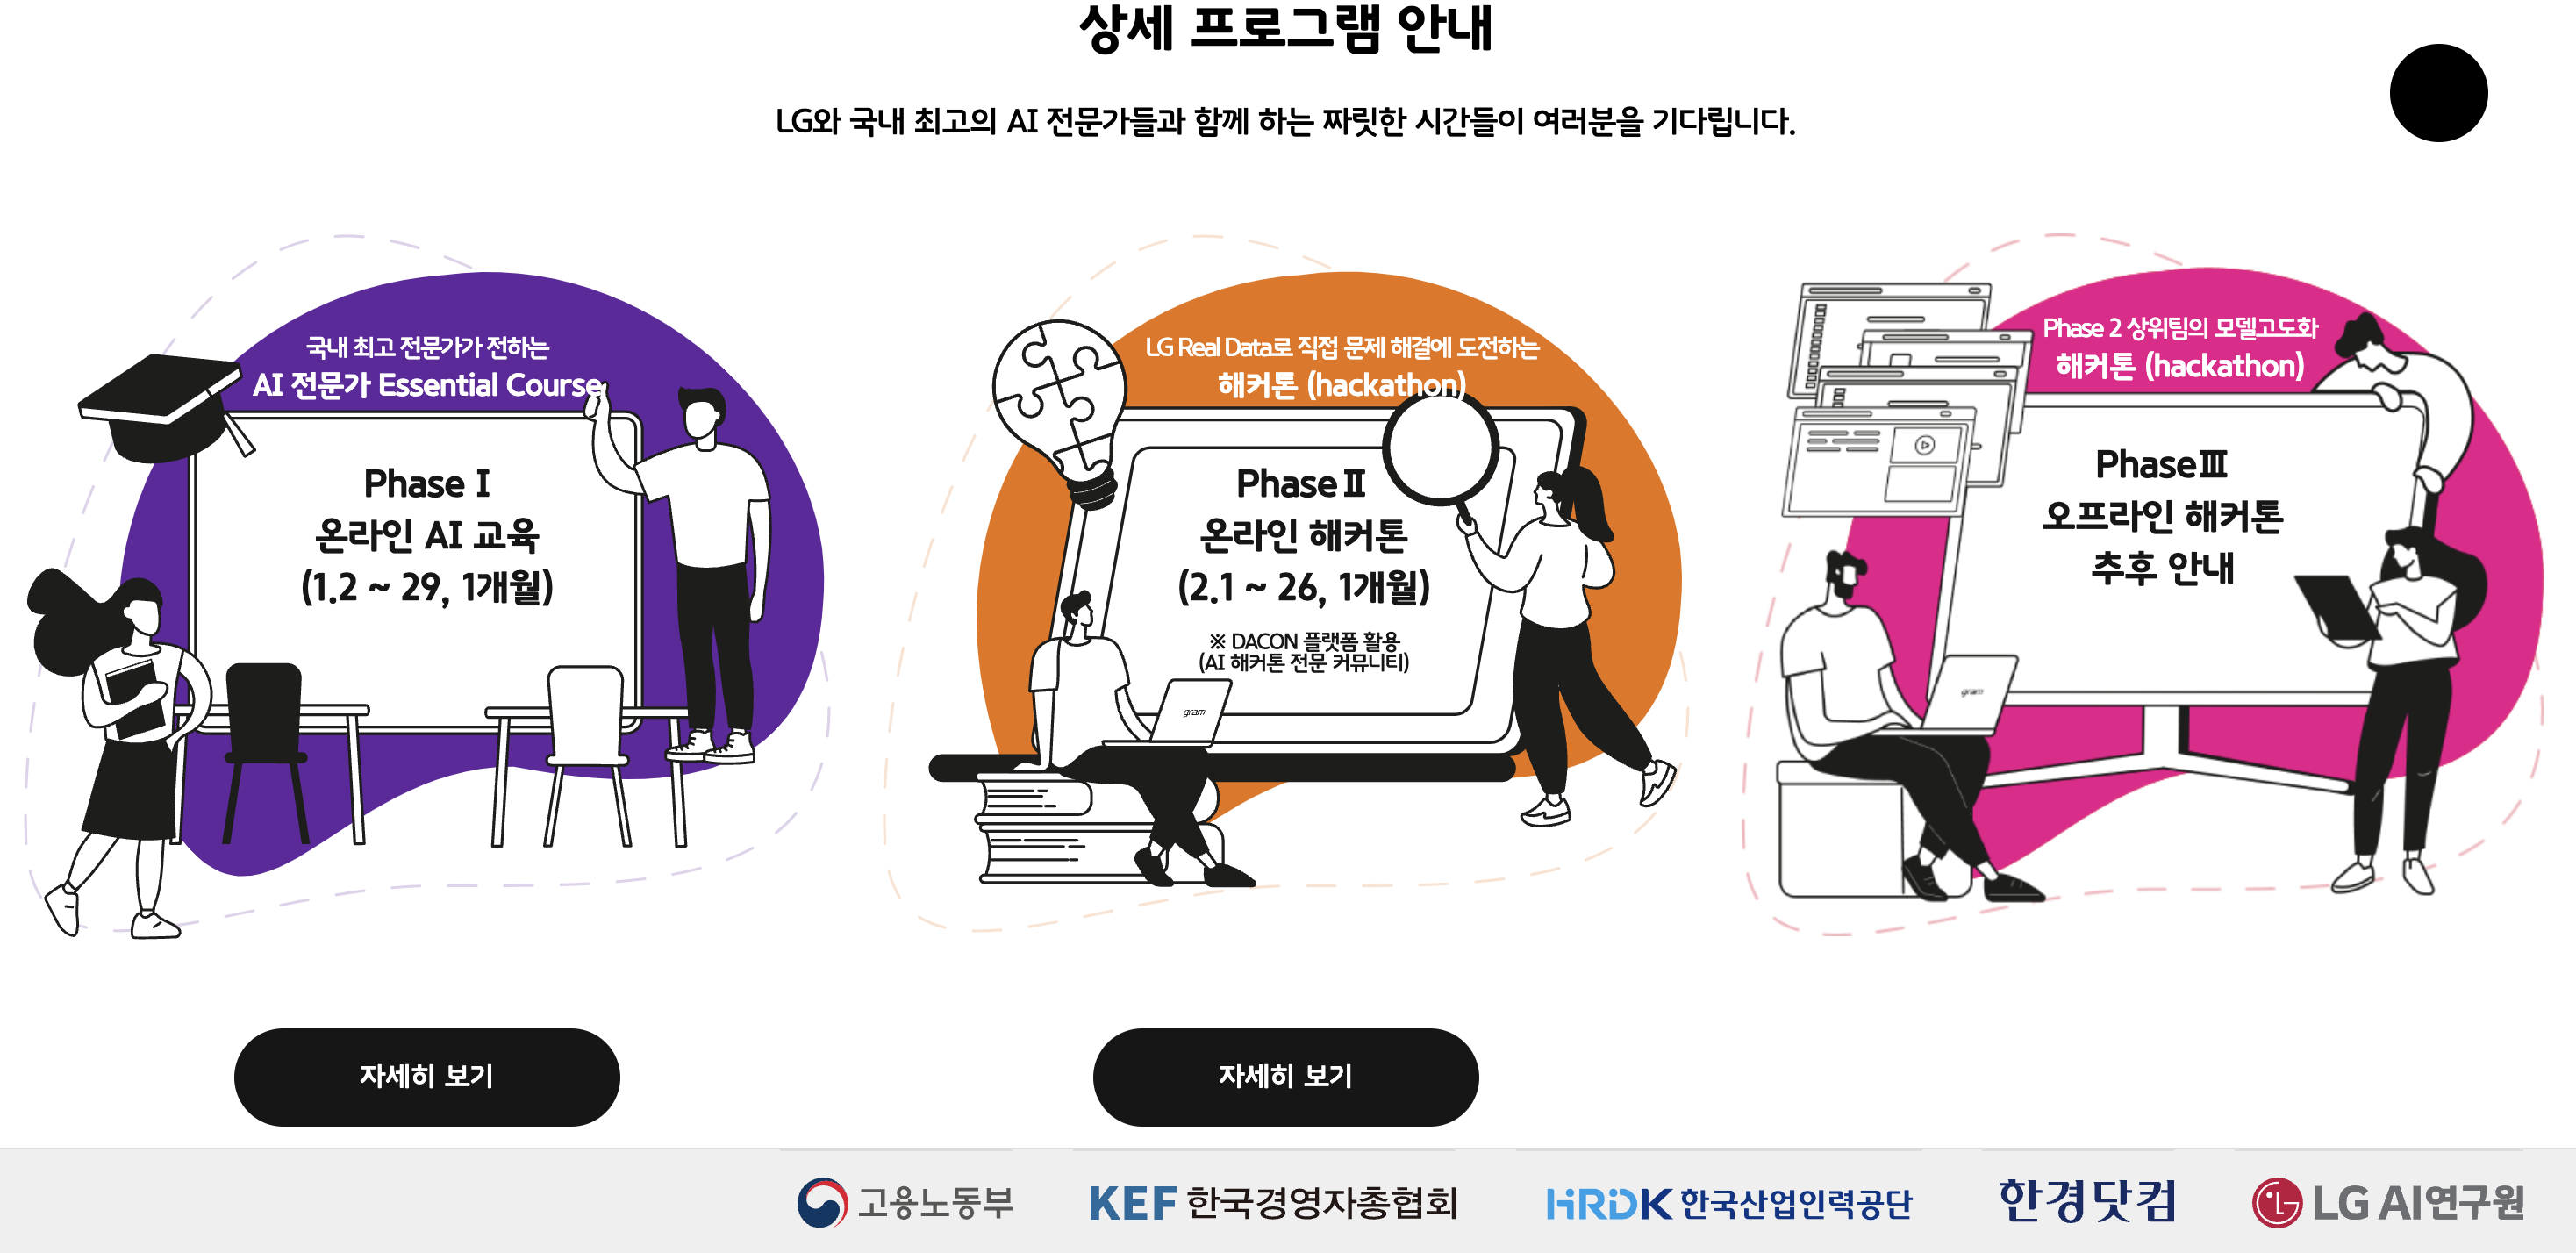 상세 프로그램 안내
LG와 국내 최고의 AI 전문가들과 함께 하는 짜릿한 시간들이 여러분을 기다립니다.
국내 최고 전문가가 전하는
AI 전문가 Essential Course
Phase Ⅰ
온라인 AI 교육
(1.2 ~ 29, 1개월)
LG Real Data로 직접 문제 해결에 도전하는
해커톤 (hackathon)
Phase Ⅱ
온라인 해커톤
(2.1 ~ 26, 1개월)
※ DACON 플랫폼 활용
(AI 해커톤 전문 커뮤니티)
gram
Phase 2 상위팀의 모델고도화
해커톤 (hackathon)
PhaseⅢ
오프라인 해커톤
추후 안내
gram
자세히 보기
자세히 보기
고용노동부
KEF 한국경영자총협회
HRDK 한국산업인력공단
한경닷컴
LG AI연구원